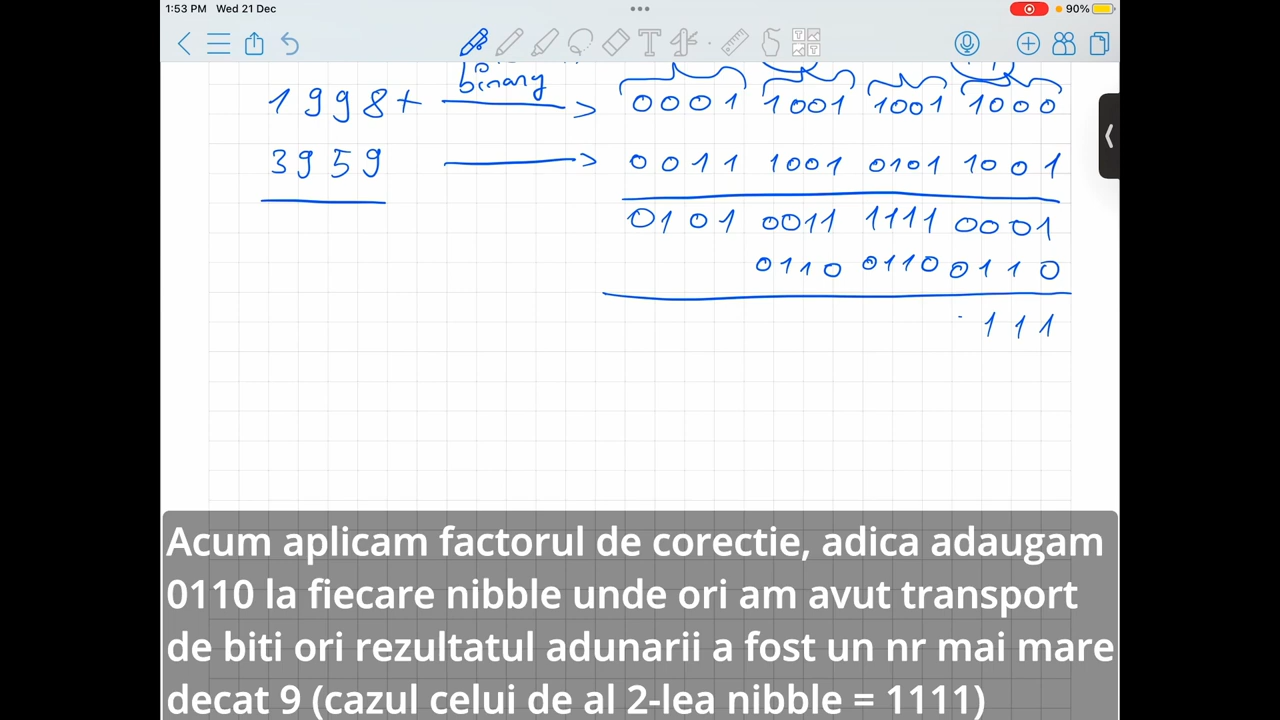 1:53 PM Wed 21 Dec
90%
binary
1998+ 0001 1001 1001 1000
3959 0011 1001 0101 1001
0101 0011 1111 0001
0110 0110 0110
111
Acum aplicam factorul de corectie, adica adaugam
0110 la fiecare nibble unde ori am avut transport
de biti ori rezultatul adunarii a fost un nr mai mare
decat 9 (cazul celui de al 2-lea nibble = 1111)